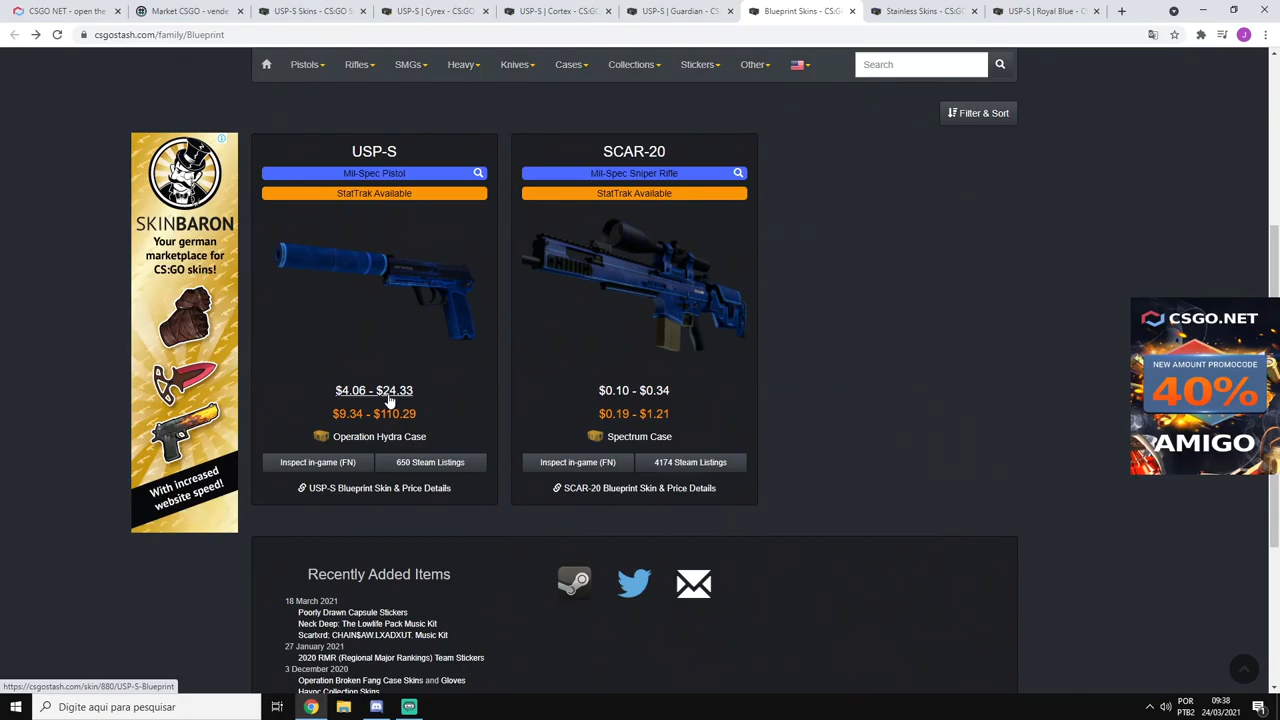 CSGO NET - open the
Market CSGO - vende
USP-S Skins - CS:GO S
USP-S | Cyrex - CS:GO
USP-S | Cortex - CS:GO
USP-S | Guardian - CS:
Blueprint Skins - CS:G
Stainless Skins - CS:GO
USP-S | Royal Blue - CS
csgostash.com/family/Blueprint
J
Pistols
Rifles
SMGs
Heavy
Knives
Cases
Collections
Stickers
Other
Search
Filter & Sort
SKINBARON
Your german
marketplace for
CS:GO skins!
With increased
website speed!
USP-S
Mil-Spec Pistol
StatTrak Available
$4.06 - $24.33
$9.34 - $110.29
Operation Hydra Case
Inspect in-game (FN)
650 Steam Listings
USP-S Blueprint Skin & Price Details
SCAR-20
Mil-Spec Sniper Rifle
StatTrak Available
$0.10 - $0.34
$0.19 - $1.21
Spectrum Case
Inspect in-game (FN)
4174 Steam Listings
SCAR-20 Blueprint Skin & Price Details
CSGO.NET
NEW AMOUNT PROMOCODE
40%
AMIGO
Recently Added Items
18 March 2021
Poorly Drawn Capsule Stickers
Neck Deep: The Lowlife Pack Music Kit
Scarlxrd: CHAIN$AW.LXADXUT. Music Kit
27 January 2021
2020 RMR (Regional Major Rankings) Team Stickers
3 December 2020
Operation Broken Fang Case Skins and Gloves
Havoc Collection Skins
https://csgostash.com/skin/880/USP-S-Blueprint
Digite aqui para pesquisar
POR
PTB2
09:38
24/03/2021